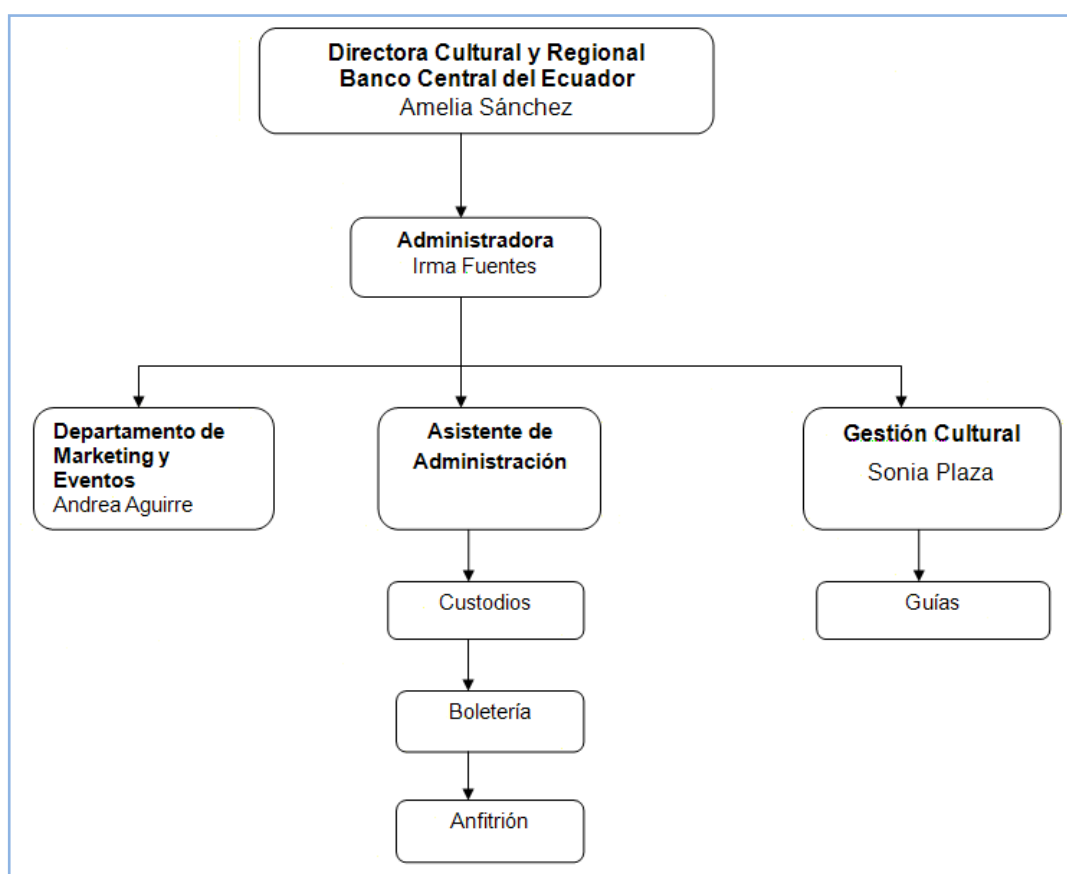 Directora Cultural y Regional
Banco Central del Ecuador
Amelia Sánchez
Administradora
Irma Fuentes
Departamento de
Marketing y
Eventos
Andrea Aguirre
Asistente de
Administración
Gestión Cultural
Sonia Plaza
Custodios
Guías
Boletería
Anfitrión